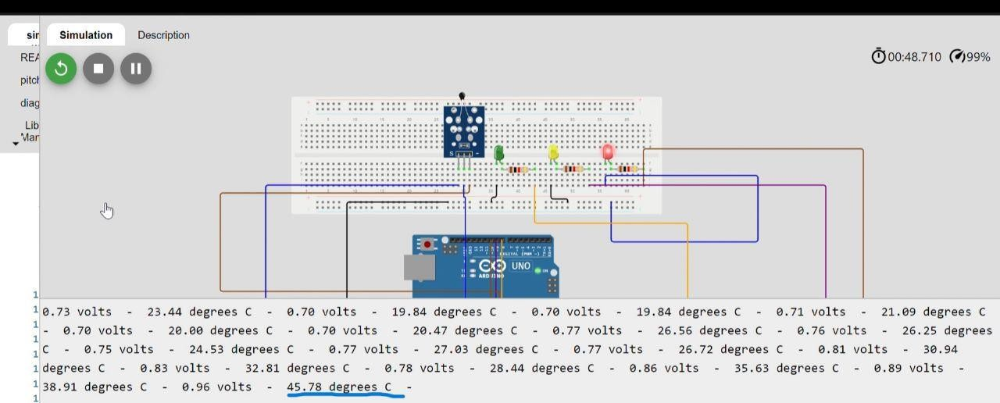 sin
Simulation
Description
REA
pitch
diag
Lib
Man
00:48.710
99%
S
-
DIGITAL (PWM ~)
UNO
ARDUINO
ON
1
1
1
1
1
1
1
1
0.73 volts - 23.44 degrees C - 0.70 volts - 19.84 degrees C - 0.70 volts - 19.84 degrees C - 0.71 volts - 21.09 degrees C
- 0.70 volts - 20.00 degrees C - 0.70 volts - 20.47 degrees C - 0.77 volts - 26.56 degrees C - 0.76 volts - 26.25 degrees
C - 0.75 volts - 24.53 degrees C - 0.77 volts - 27.03 degrees C - 0.77 volts - 26.72 degrees C - 0.81 volts - 30.94
degrees C - 0.83 volts - 32.81 degrees C - 0.78 volts - 28.44 degrees C - 0.86 volts - 35.63 degrees C - 0.89 volts -
38.91 degrees C - 0.96 volts - 45.78 degrees C -